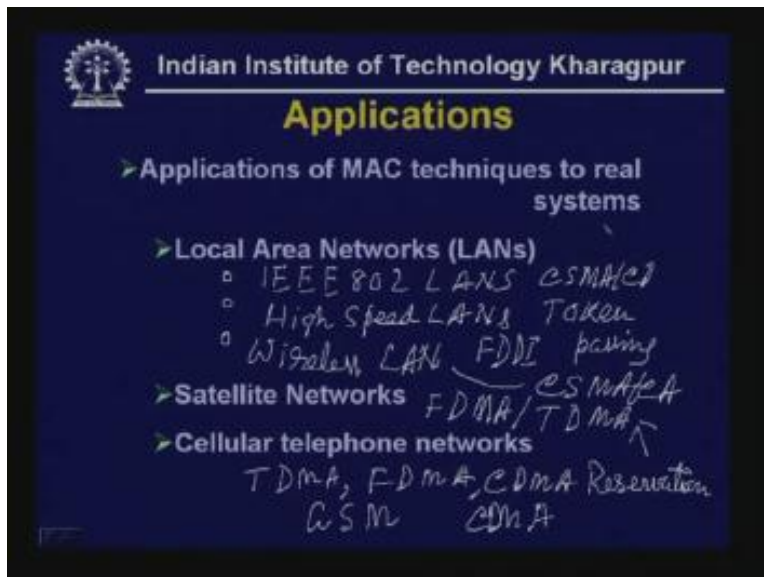 Indian Institute of Technology Kharagpur
Applications
➢Applications of MAC techniques to real
systems
➢Local Area Networks (LANs)
▫ IEEE 802 LANS CSMA/CD
▫ High Speed LANs Token
▫ Wireless LAN FDDI passing
CSMA/CA
➢Satellite Networks FDMA/TDMA
➢Cellular telephone networks
TDMA, FDMA, CDMA Reservation
GSM CDMA